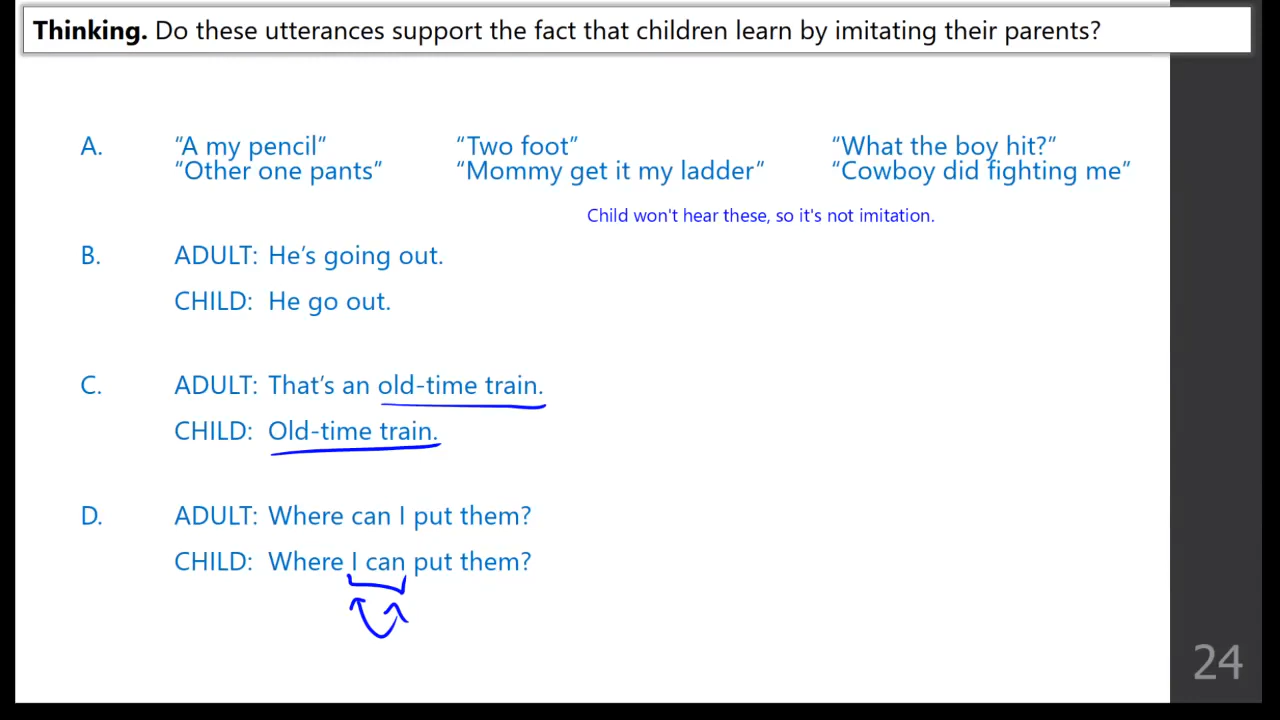 Thinking. Do these utterances support the fact that children learn by imitating their parents?
A. “A my pencil” “Two foot” “What the boy hit?”
“Other one pants” “Mommy get it my ladder” “Cowboy did fighting me”
Child won't hear these, so it's not imitation.
B. ADULT: He’s going out.
CHILD: He go out.
C. ADULT: That’s an old-time train.
CHILD: Old-time train.
D. ADULT: Where can I put them?
CHILD: Where I can put them?
24